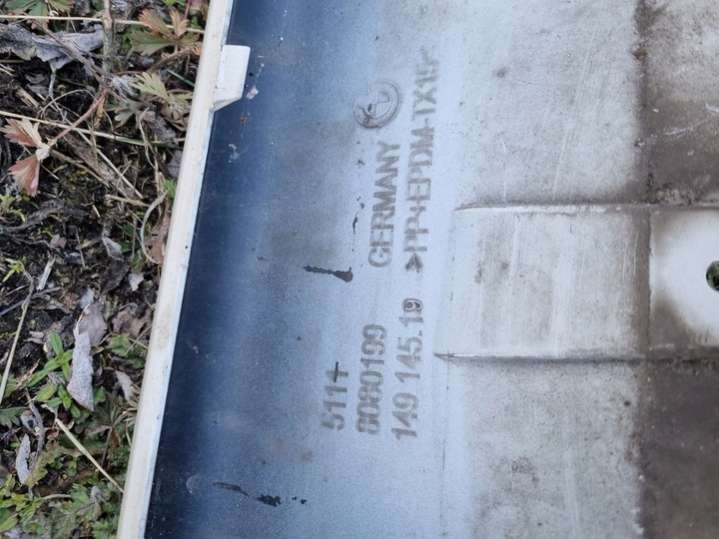 GERMANY
>PP+EPDM-TX15<
511+
8080199
149 145.10